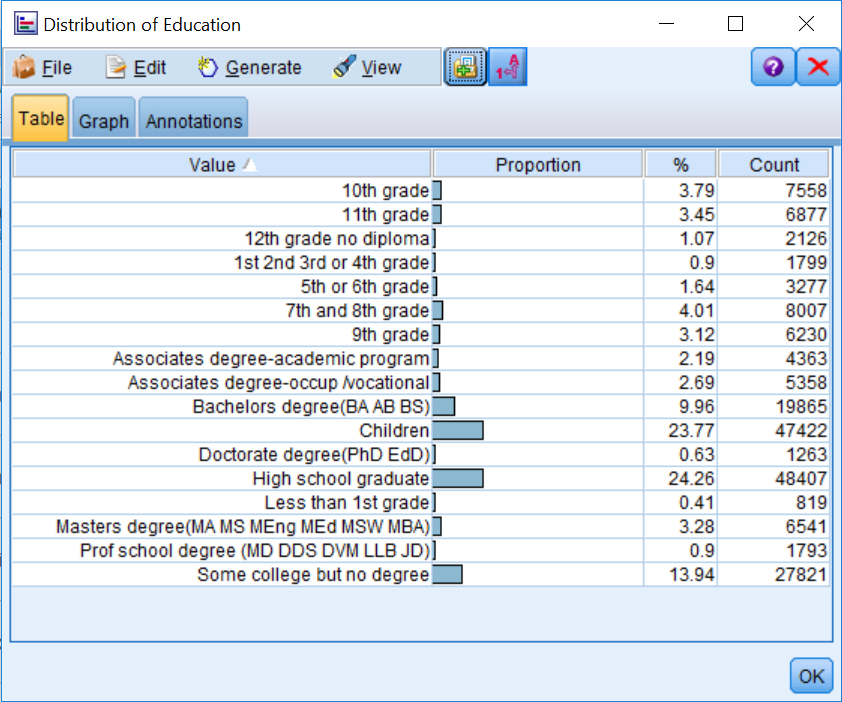 Distribution of Education
File Edit Generate View
Table Graph Annotations
Value Proportion % Count
10th grade 3.79 7558
11th grade 3.45 6877
12th grade no diploma 1.07 2126
1st 2nd 3rd or 4th grade 0.9 1799
5th or 6th grade 1.64 3277
7th and 8th grade 4.01 8007
9th grade 3.12 6230
Associates degree-academic program 2.19 4363
Associates degree-occup /vocational 2.69 5358
Bachelors degree(BA AB BS) 9.96 19865
Children 23.77 47422
Doctorate degree(PhD EdD) 0.63 1263
High school graduate 24.26 48407
Less than 1st grade 0.41 819
Masters degree(MA MS MEng MEd MSW MBA) 3.28 6541
Prof school degree (MD DDS DVM LLB JD) 0.9 1793
Some college but no degree 13.94 27821
OK